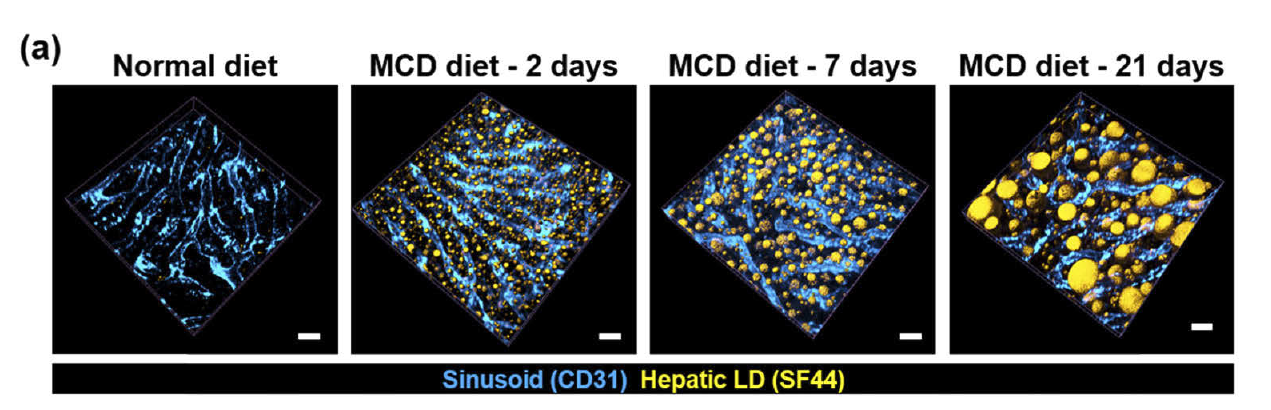 (a)
Normal diet
MCD diet - 2 days
MCD diet - 7 days
MCD diet - 21 days
Sinusoid (CD31) Hepatic LD (SF44)